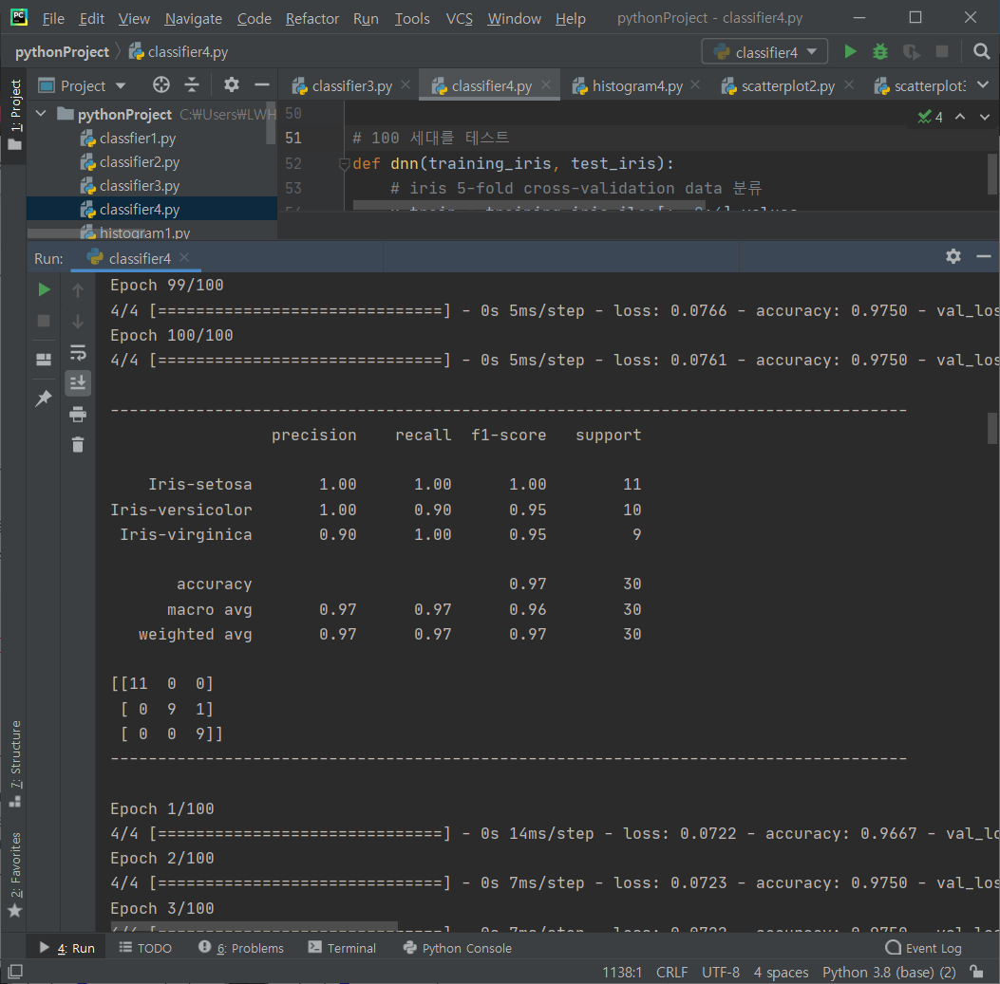 PC File Edit View Navigate Code Refactor Run Tools VCS Window Help pythonProject - classifier4.py
pythonProject classifier4.py classifier4
1: Project
Project classifier3.py classifier4.py histogram4.py scatterplot2.py scatterplot
pythonProject C:₩Users₩LWH
classfier1.py
classifier2.py
classifier3.py
classifier4.py
histogram1.py
4
50
51 # 100 세대를 테스트
52 def dnn(training_iris, test_iris):
53 # iris 5-fold cross-validation data 분류
Run: classifier4
Epoch 99/100
4/4 [==============================] - 0s 5ms/step - loss: 0.0766 - accuracy: 0.9750 - val_los
Epoch 100/100
4/4 [==============================] - 0s 5ms/step - loss: 0.0761 - accuracy: 0.9750 - val_los
------------------------------------------------------------------------------------
precision recall f1-score support
Iris-setosa 1.00 1.00 1.00 11
Iris-versicolor 1.00 0.90 0.95 10
Iris-virginica 0.90 1.00 0.95 9
accuracy 0.97 30
macro avg 0.97 0.97 0.96 30
weighted avg 0.97 0.97 0.97 30
[[11 0 0]
[ 0 9 1]
[ 0 0 9]]
------------------------------------------------------------------------------------
Epoch 1/100
4/4 [==============================] - 0s 14ms/step - loss: 0.0722 - accuracy: 0.9667 - val_lo
Epoch 2/100
4/4 [==============================] - 0s 7ms/step - loss: 0.0723 - accuracy: 0.9750 - val_los
Epoch 3/100
7: Structure
2: Favorites
4: Run TODO 6: Problems Terminal Python Console Event Log
1138:1 CRLF UTF-8 4 spaces Python 3.8 (base) (2)